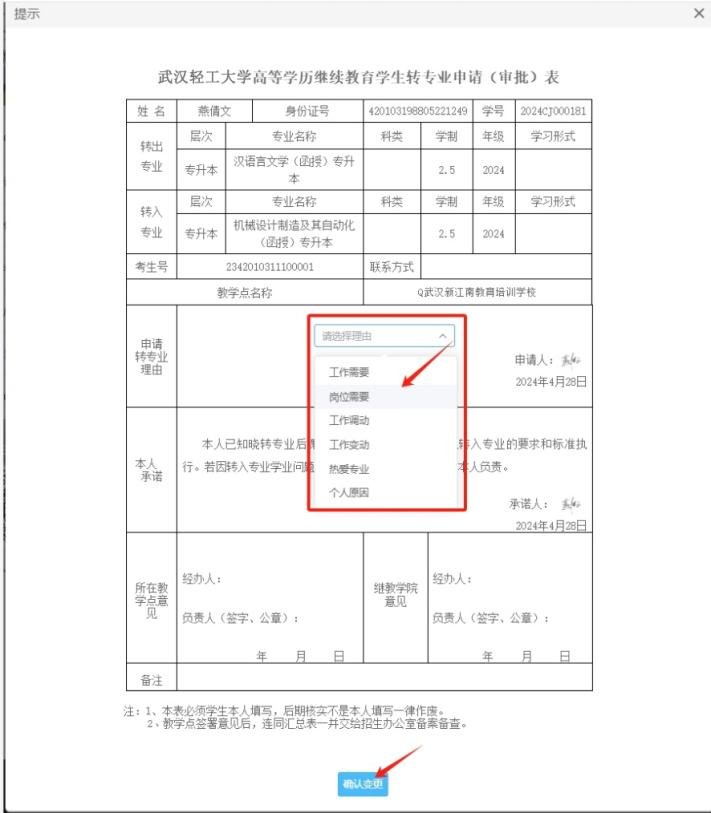 提示
武汉轻工大学高等学历继续教育学生转专业申请（审批）表
姓 名 燕倩文 身份证号 420103198805221249 学号 2024CJ000181
转出专业 层次 专业名称 科类 学制 年级 学习形式
专升本 汉语言文学（函授）专升本 2.5 2024
转入专业 层次 专业名称 科类 学制 年级 学习形式
专升本 机械设计制造及其自动化（函授）专升本 2.5 2024
考生号 2342010311100001 联系方式
教学点名称 Q武汉新江南教育培训学校
申请
转专业
理由
请选择理由
工作需要
岗位需要
工作调动
工作变动
热爱专业
个人原因
申请人：
2024年4月28日
本人
承诺
本人已知晓转专业后 转入专业的要求和标准执
行。若因转入专业学业问题 本人负责。
承诺人：
2024年4月28日
所在教
学点意
见
经办人：
负责人（签字、公章）：
年 月 日
继教学院
意见
经办人：
负责人（签字、公章）：
年 月 日
备注
注：1、本表必须学生本人填写，后期核实不是本人填写一律作废。
2、教学点签署意见后，连同汇总表一并交给招生办公室备案备查。
确认变更